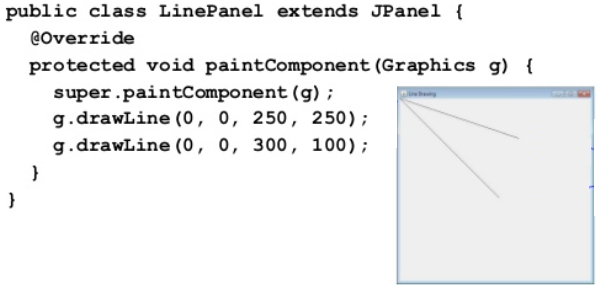 public class LinePanel extends JPanel {
@Override
protected void paintComponent(Graphics g) {
super.paintComponent(g);
g.drawLine(0, 0, 250, 250);
g.drawLine(0, 0, 300, 100);
}
}
Line Drawing